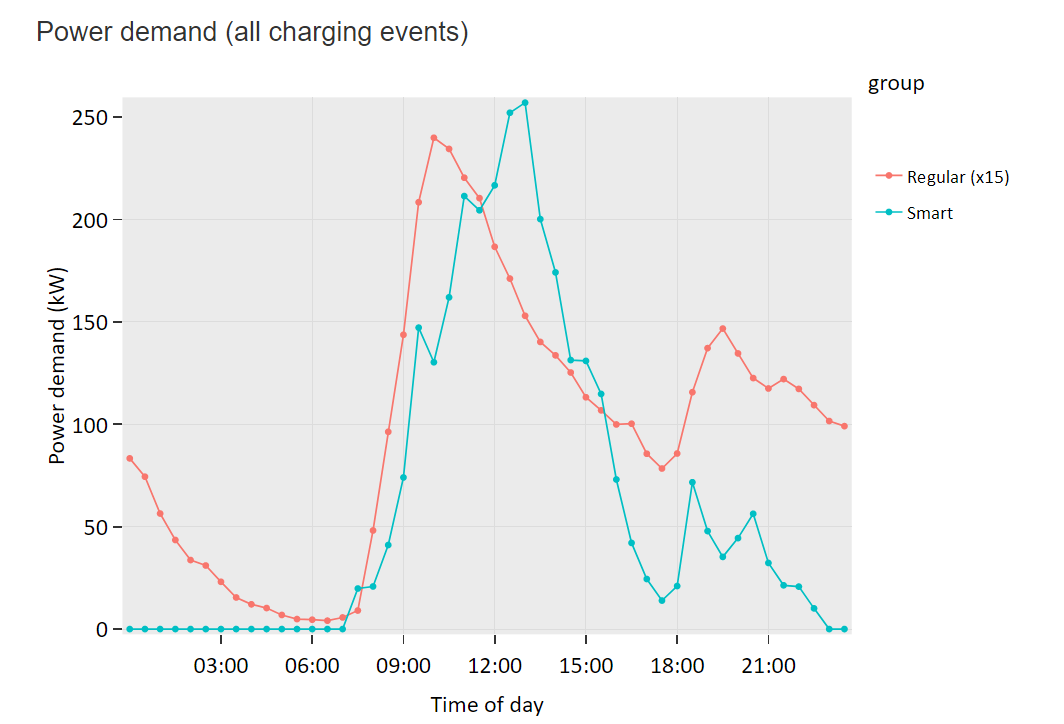 Power demand (all charging events)
group
Regular (x15)
Smart
Power demand (kW)
250
200
150
100
50
0
03:00 06:00 09:00 12:00 15:00 18:00 21:00
Time of day